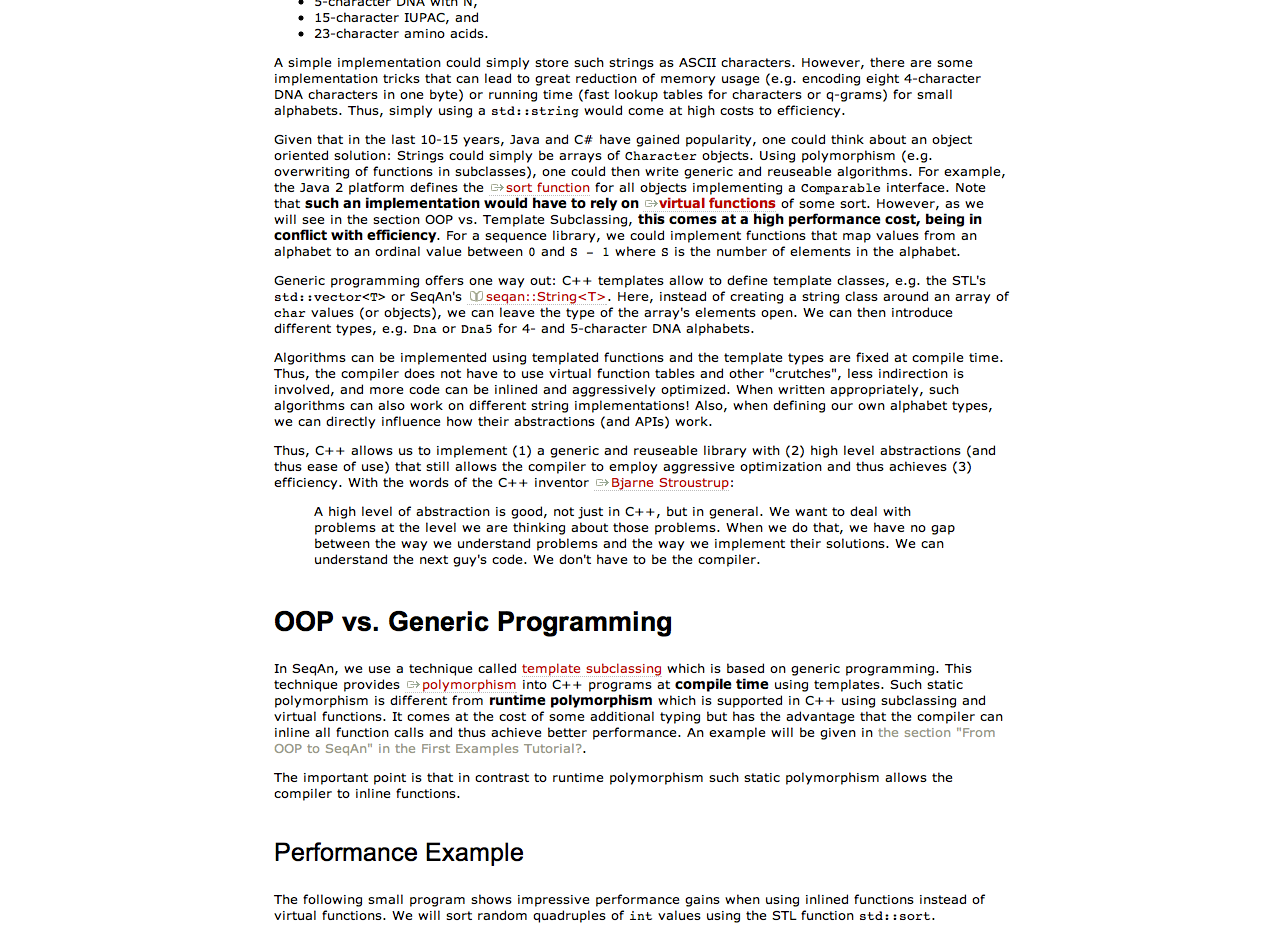 5-character DNA with N,
15-character IUPAC, and
23-character amino acids.
A simple implementation could simply store such strings as ASCII characters. However, there are some
implementation tricks that can lead to great reduction of memory usage (e.g. encoding eight 4-character
DNA characters in one byte) or running time (fast lookup tables for characters or q-grams) for small
alphabets. Thus, simply using a std::string would come at high costs to efficiency.
Given that in the last 10-15 years, Java and C# have gained popularity, one could think about an object
oriented solution: Strings could simply be arrays of Character objects. Using polymorphism (e.g.
overwriting of functions in subclasses), one could then write generic and reuseable algorithms. For example,
the Java 2 platform defines the sort function for all objects implementing a Comparable interface. Note
that such an implementation would have to rely on virtual functions of some sort. However, as we
will see in the section OOP vs. Template Subclassing, this comes at a high performance cost, being in
conflict with efficiency. For a sequence library, we could implement functions that map values from an
alphabet to an ordinal value between 0 and S - 1 where S is the number of elements in the alphabet.
Generic programming offers one way out: C++ templates allow to define template classes, e.g. the STL's
std::vector<T> or SeqAn's seqan::String<T>. Here, instead of creating a string class around an array of
char values (or objects), we can leave the type of the array's elements open. We can then introduce
different types, e.g. Dna or Dna5 for 4- and 5-character DNA alphabets.
Algorithms can be implemented using templated functions and the template types are fixed at compile time.
Thus, the compiler does not have to use virtual function tables and other "crutches", less indirection is
involved, and more code can be inlined and aggressively optimized. When written appropriately, such
algorithms can also work on different string implementations! Also, when defining our own alphabet types,
we can directly influence how their abstractions (and APIs) work.
Thus, C++ allows us to implement (1) a generic and reuseable library with (2) high level abstractions (and
thus ease of use) that still allows the compiler to employ aggressive optimization and thus achieves (3)
efficiency. With the words of the C++ inventor Bjarne Stroustrup:
A high level of abstraction is good, not just in C++, but in general. We want to deal with
problems at the level we are thinking about those problems. When we do that, we have no gap
between the way we understand problems and the way we implement their solutions. We can
understand the next guy's code. We don't have to be the compiler.
OOP vs. Generic Programming
In SeqAn, we use a technique called template subclassing which is based on generic programming. This
technique provides polymorphism into C++ programs at compile time using templates. Such static
polymorphism is different from runtime polymorphism which is supported in C++ using subclassing and
virtual functions. It comes at the cost of some additional typing but has the advantage that the compiler can
inline all function calls and thus achieve better performance. An example will be given in the section "From
OOP to SeqAn" in the First Examples Tutorial?.
The important point is that in contrast to runtime polymorphism such static polymorphism allows the
compiler to inline functions.
Performance Example
The following small program shows impressive performance gains when using inlined functions instead of
virtual functions. We will sort random quadruples of int values using the STL function std::sort.